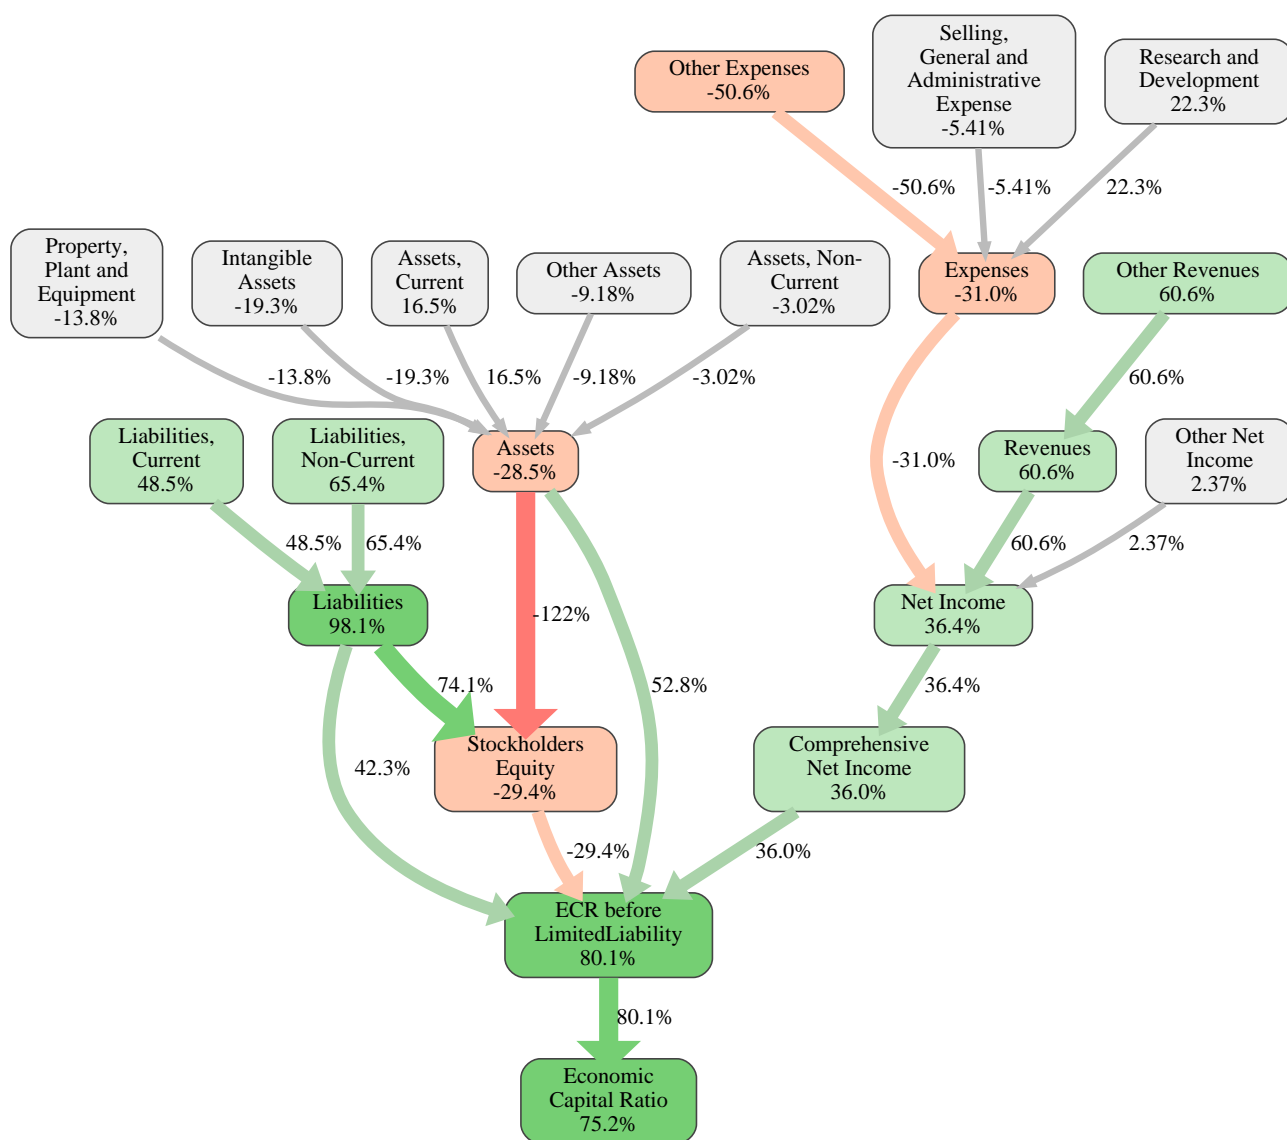 Selling,
General and
Administrative
Expense
-5.41%
Other Expenses
-50.6%
Research and
Development
22.3%
-50.6%
-5.41%
22.3%
Property,
Plant and
Equipment
-13.8%
Intangible
Assets
-19.3%
Assets,
Current
16.5%
Other Assets
-9.18%
Assets, Non-
Current
-3.02%
Expenses
-31.0%
Other Revenues
60.6%
-13.8%
-19.3%
16.5%
-9.18%
-3.02%
60.6%
Liabilities,
Current
48.5%
Liabilities,
Non-Current
65.4%
Assets
-28.5%
-31.0%
Revenues
60.6%
Other Net
Income
2.37%
48.5%
65.4%
60.6%
2.37%
Liabilities
98.1%
-122%
Net Income
36.4%
74.1%
52.8%
36.4%
42.3%
Stockholders
Equity
-29.4%
Comprehensive
Net Income
36.0%
-29.4%
36.0%
ECR before
LimitedLiability
80.1%
80.1%
Economic
Capital Ratio
75.2%